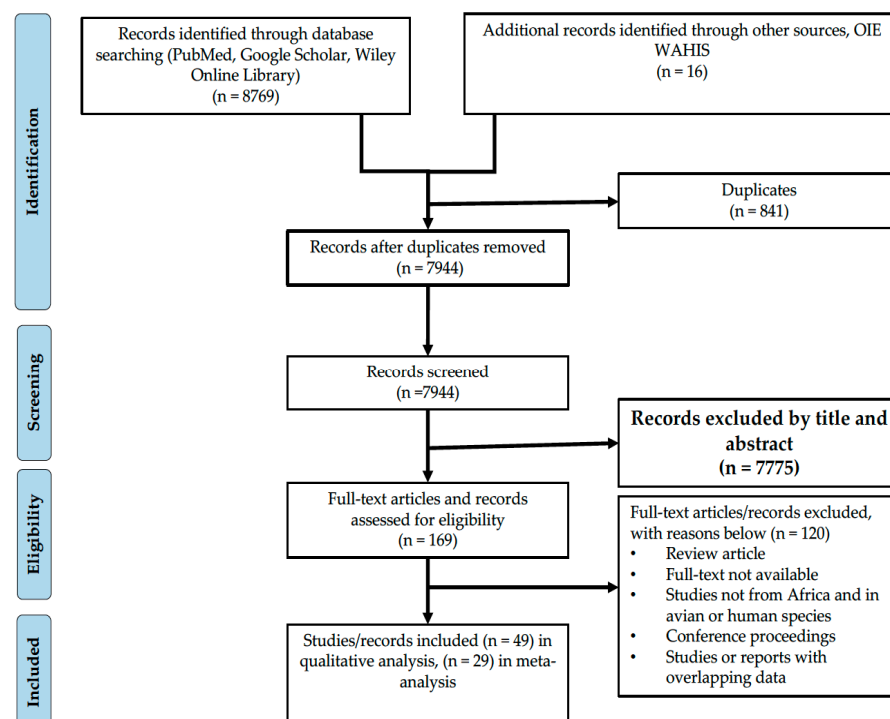 Identification
Records identified through database
searching (PubMed, Google Scholar, Wiley
Online Library)
(n = 8769)
Additional records identified through other sources, OIE
WAHIS
(n = 16)
Duplicates
(n = 841)
Records after duplicates removed
(n = 7944)
Screening
Records screened
(n =7944)
Records excluded by title and
abstract
(n = 7775)
Eligibility
Full-text articles and records
assessed for eligibility
(n = 169)
Full-text articles/records excluded,
with reasons below (n = 120)
• Review article
• Full-text not available
• Studies not from Africa and in
avian or human species
• Conference proceedings
• Studies or reports with
overlapping data
Included
Studies/records included (n = 49) in
qualitative analysis, (n = 29) in meta-
analysis